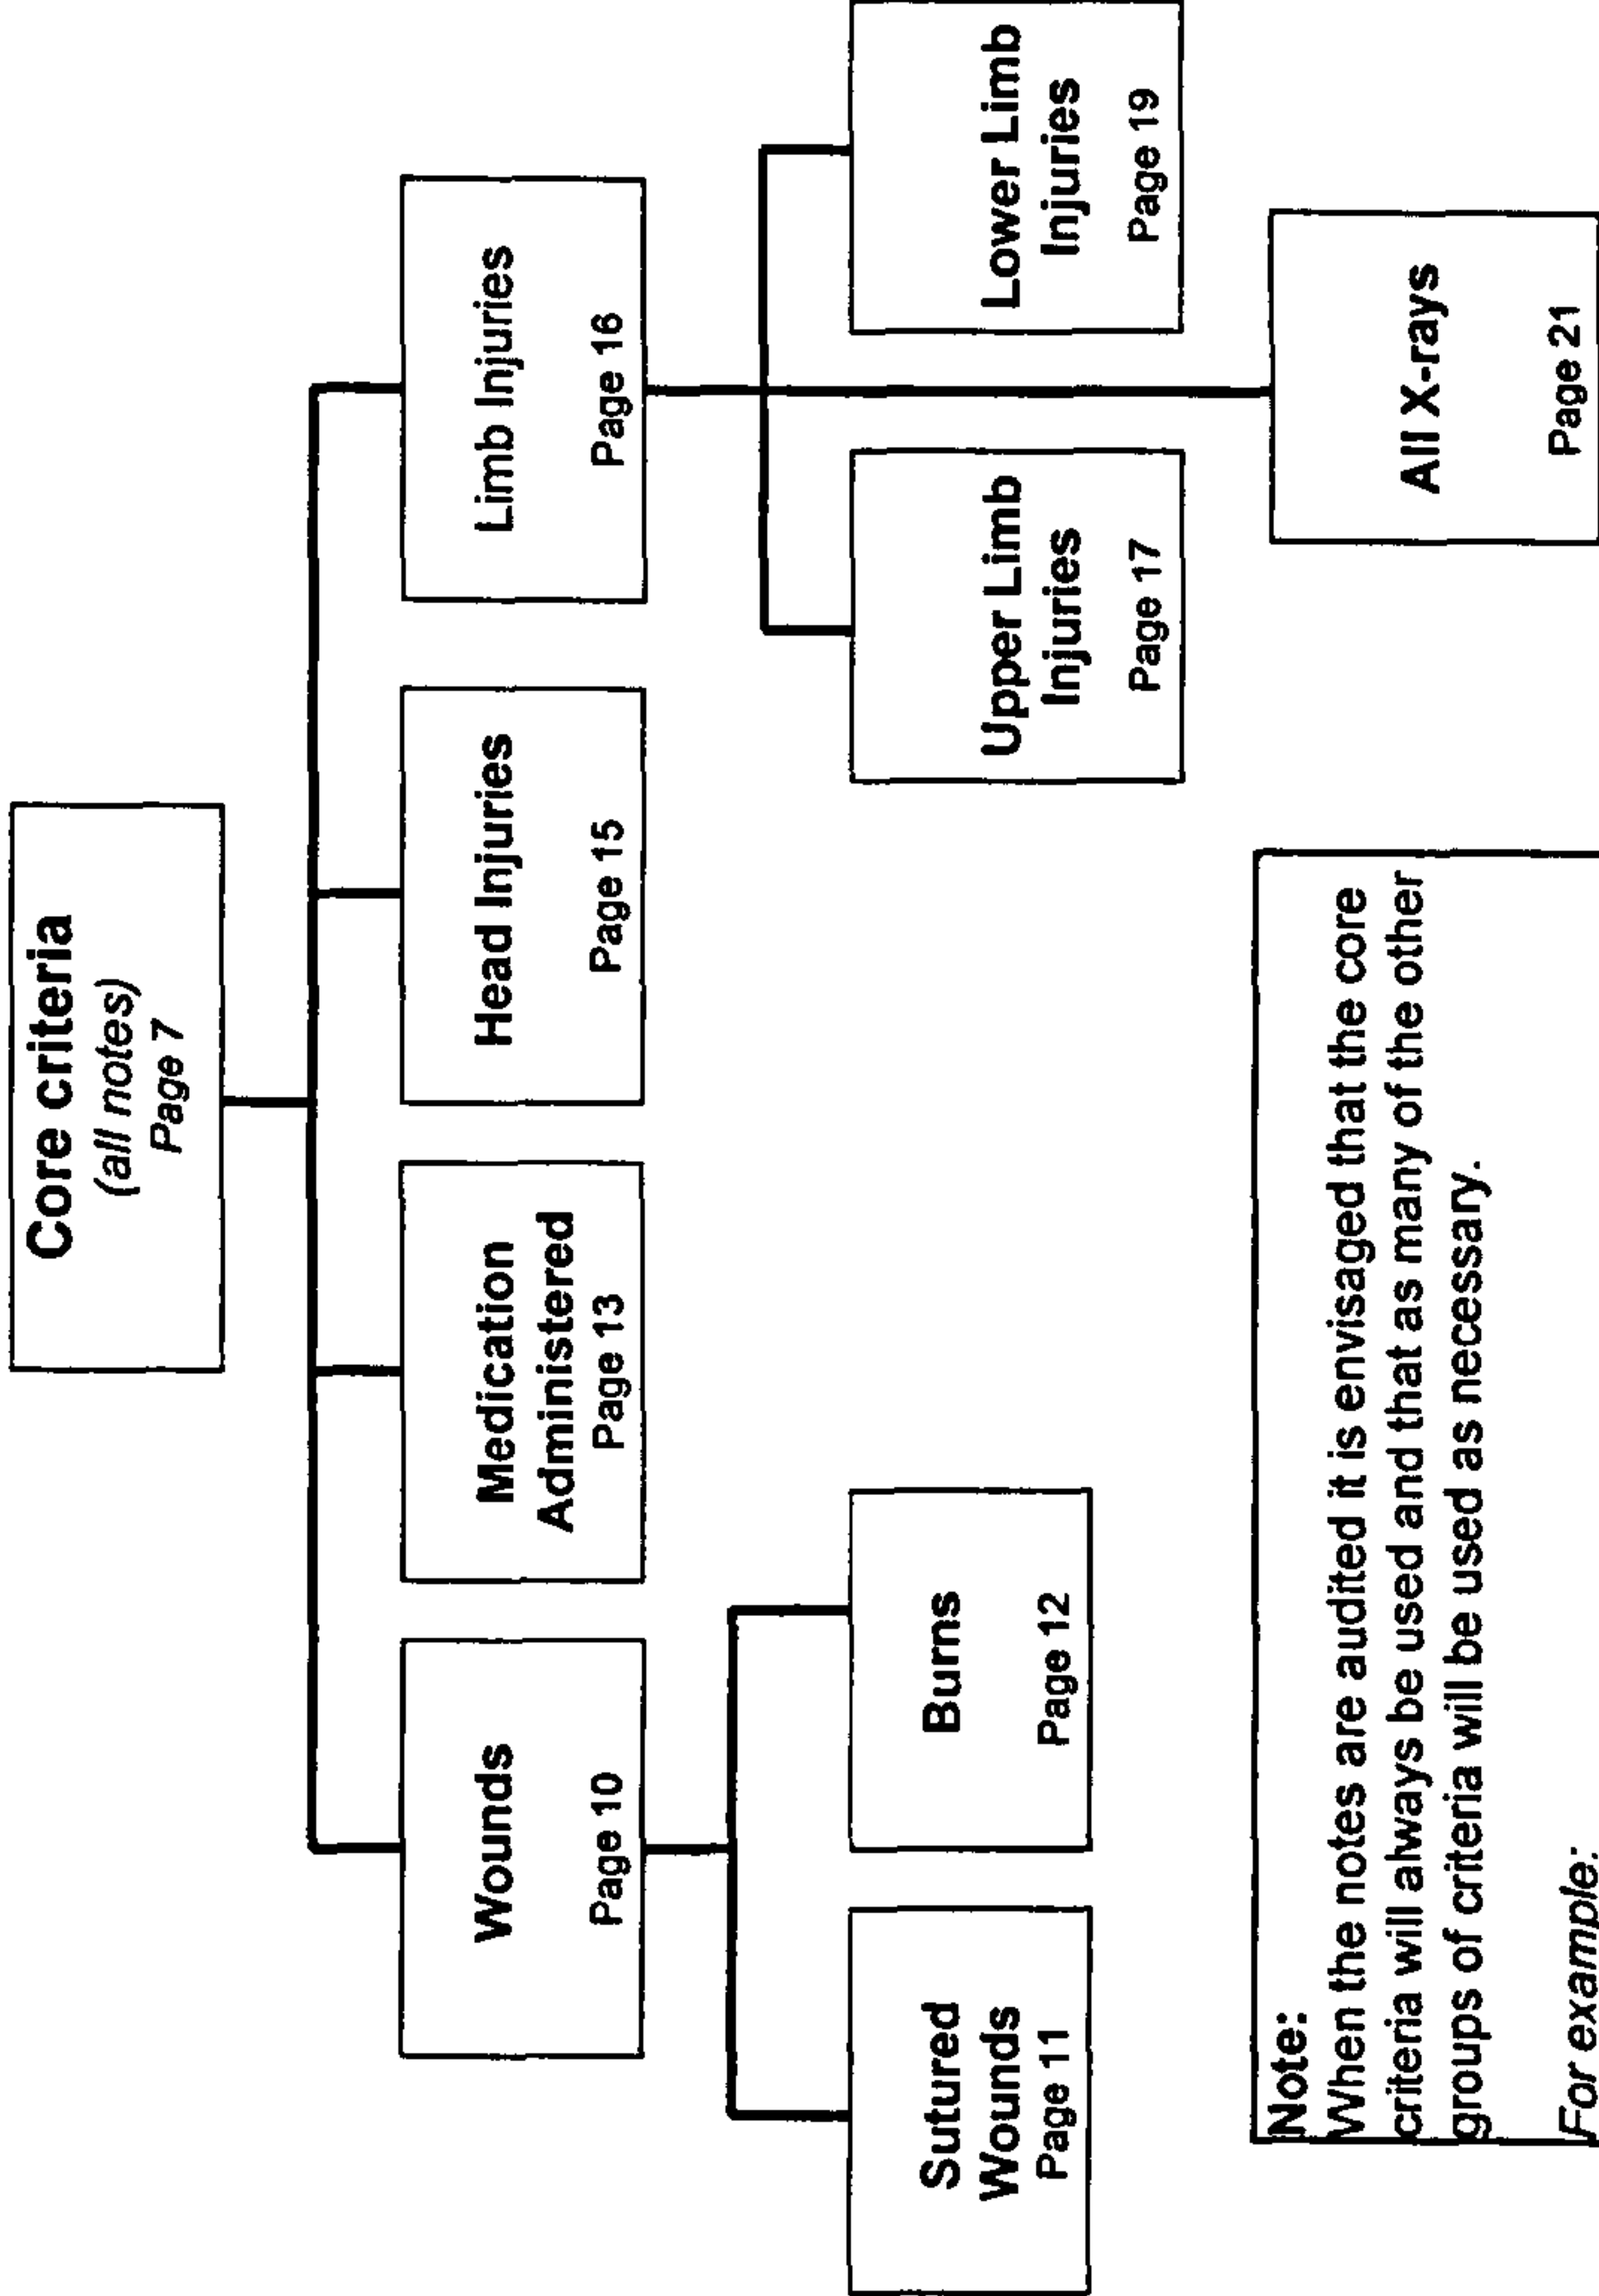 Core criteria
(all notes)
Page 7
Wounds
Page 10
Medication
Administered
Page 13
Head Injuries
Page 15
Limb Injuries
Page 16
Sutured
Wounds
Page 11
Burns
Page 12
Upper Limb
Injuries
Page 17
Lower Limb
Injuries
Page 19
All X-rays
Page 21
Note:
When the notes are audited it is envisaged that the core
criteria will always be used and that as many of the other
groups of criteria will be used as necessary.
For example: